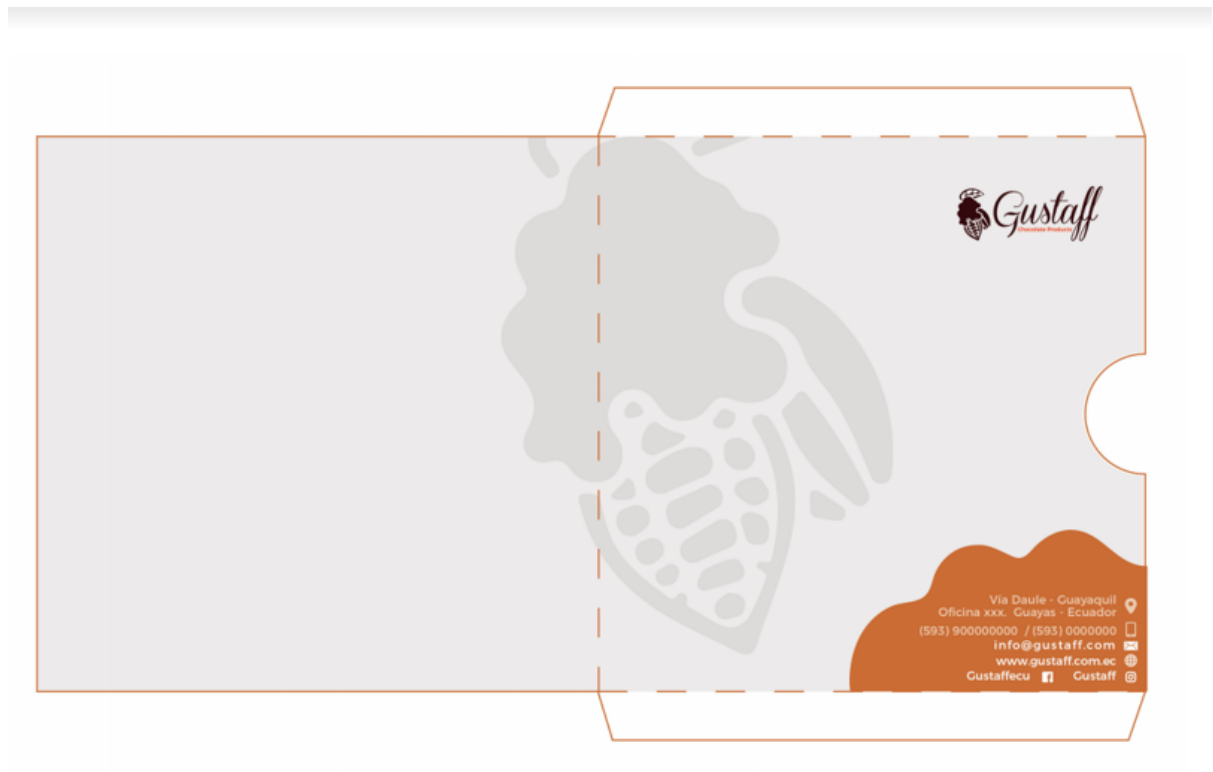 Gustaff
Chocolate Products
Vía Daule - Guayaquil
Oficina xxx. Guayas - Ecuador
(593) 900000000 / (593) 0000000
info@gustaff.com
www.gustaff.com.ec
Gustaffecu Gustaff